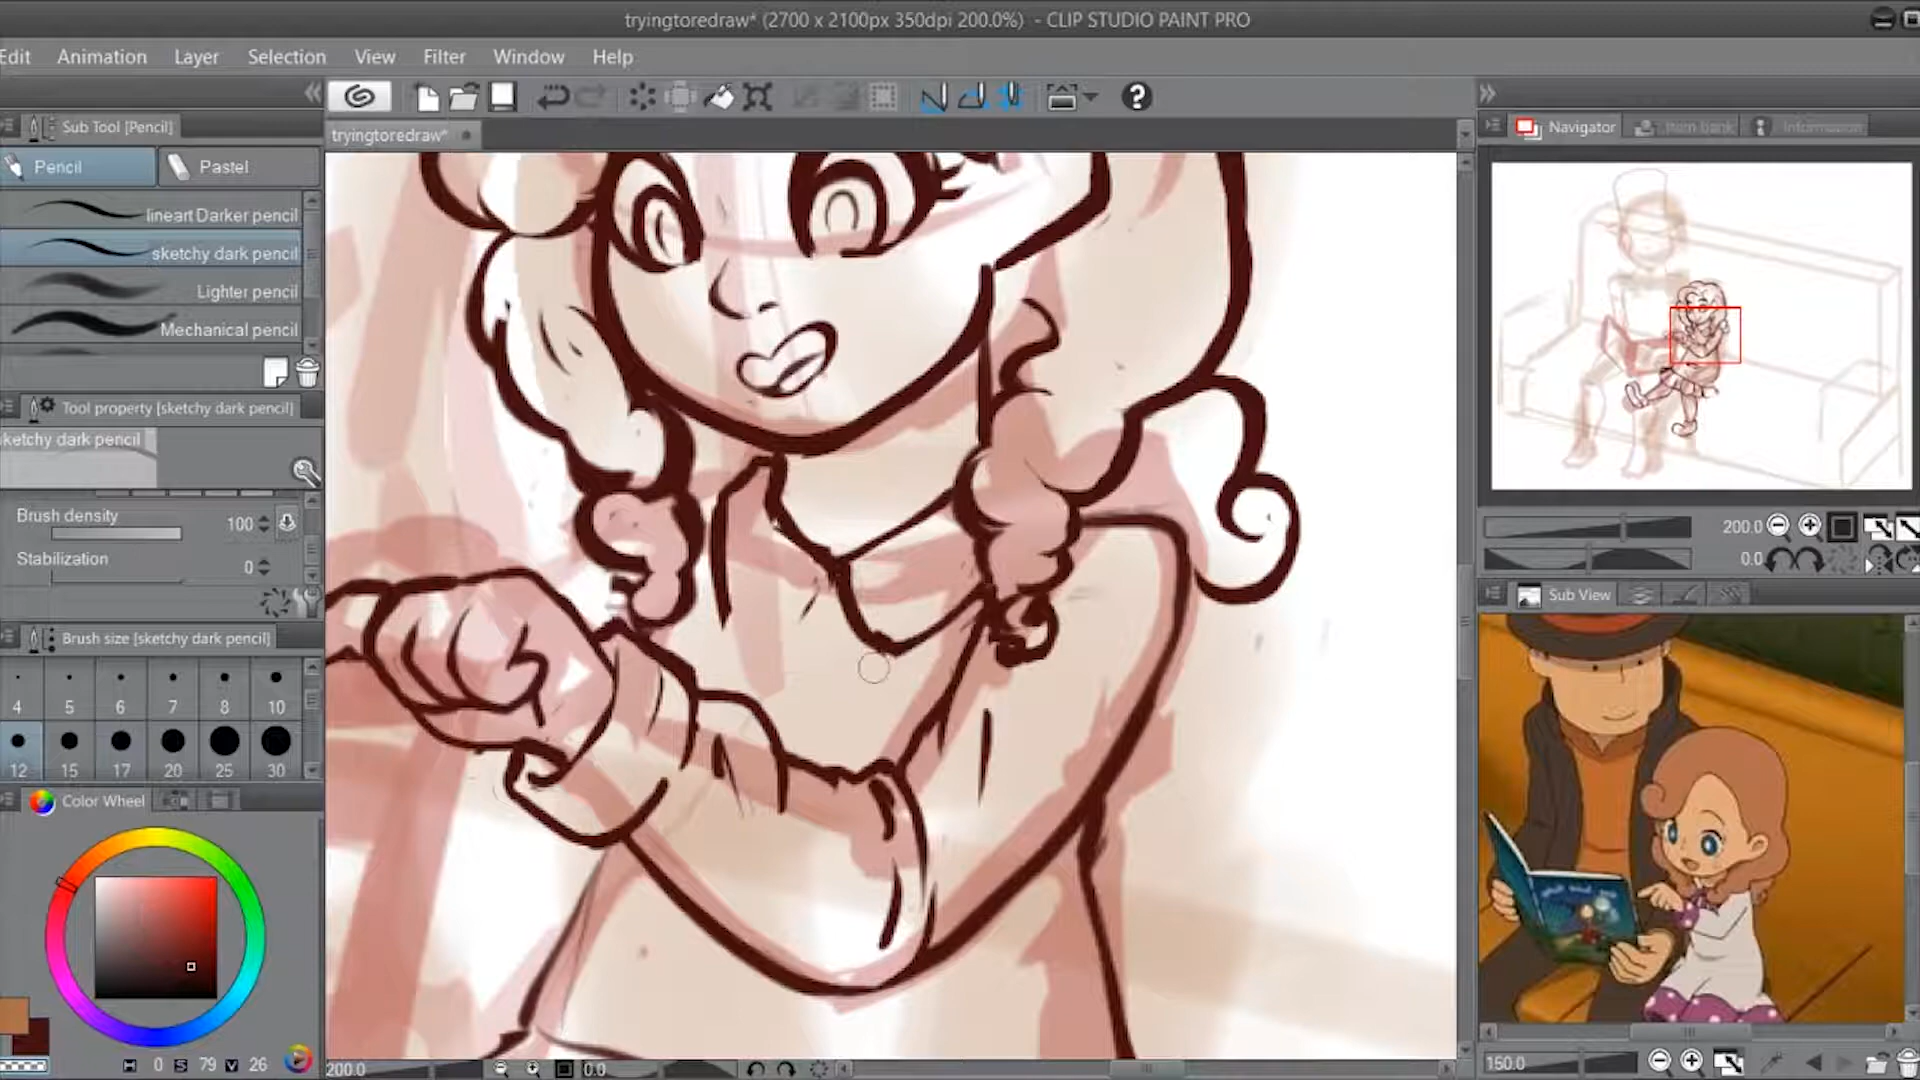 tryingtoredraw* (2700 x 2100px 350dpi 200.0%) - CLIP STUDIO PAINT PRO
Edit Animation Layer Selection View Filter Window Help
Sub Tool [Pencil]
Pencil Pastel
lineart Darker pencil
sketchy dark pencil
Lighter pencil
Mechanical pencil
Tool property [sketchy dark pencil]
sketchy dark pencil
Brush density 100
Stabilization 0
Brush size [sketchy dark pencil]
4 5 6 7 8 10
12 15 17 20 25 30
Color Wheel
H 0 S 79 V 26
tryingtoredraw*
200.0 0.0
Navigator Item bank Information
200.0
0.0
Sub View
150.0